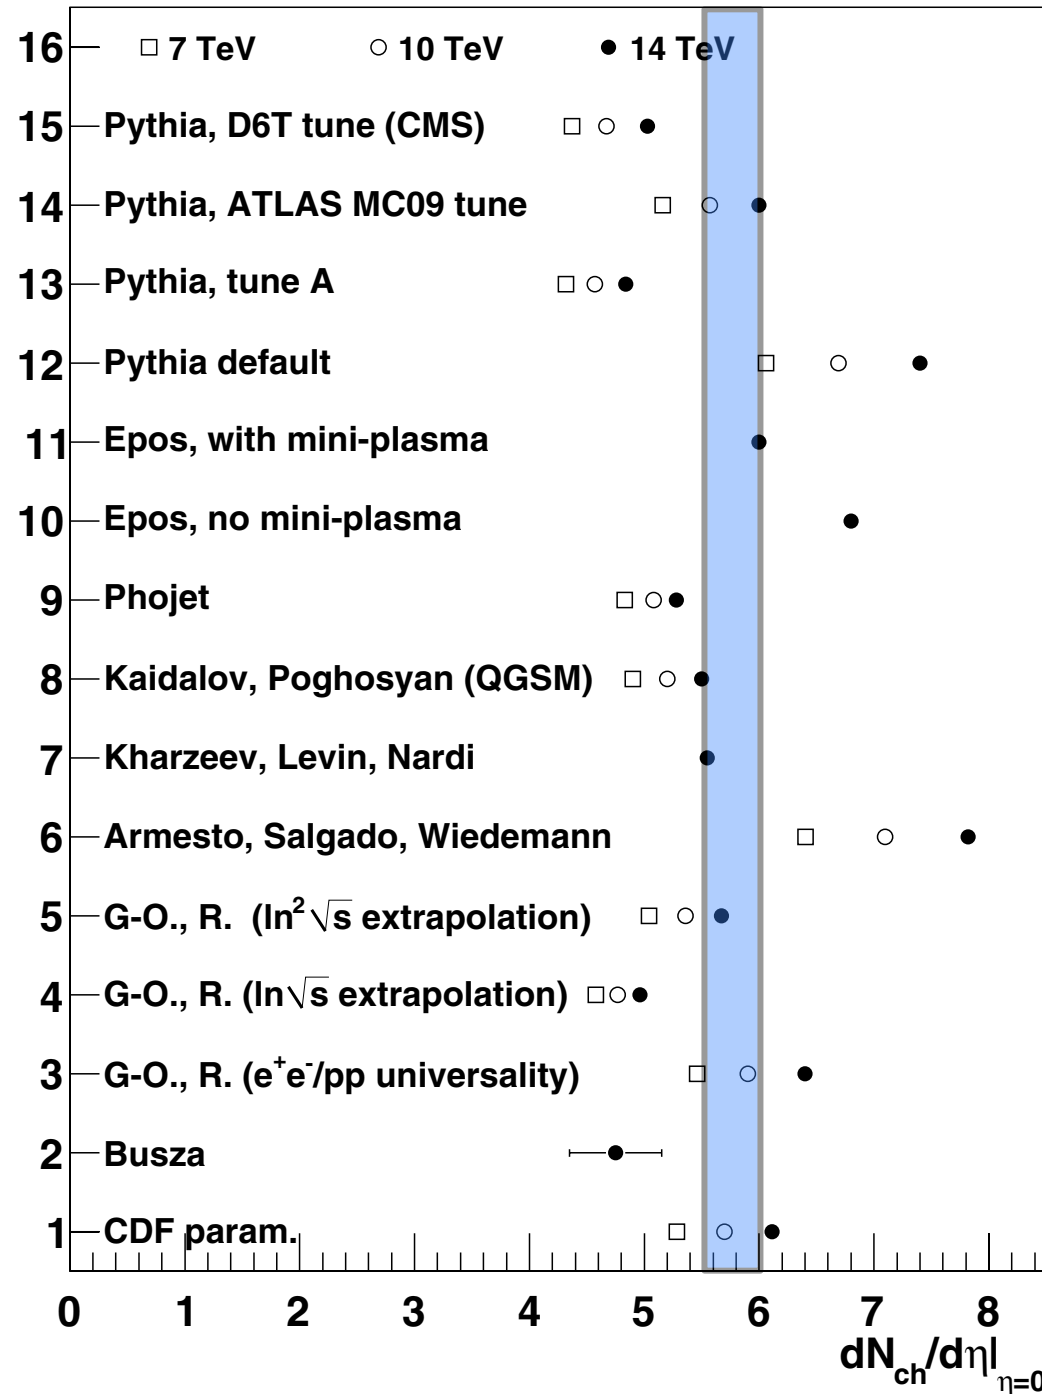 16 7 TeV 10 TeV 14 TeV
15 Pythia, D6T tune (CMS)
14 Pythia, ATLAS MC09 tune
13 Pythia, tune A
12 Pythia default
11 Epos, with mini-plasma
10 Epos, no mini-plasma
9 Phojet
8 Kaidalov, Poghosyan (QGSM)
7 Kharzeev, Levin, Nardi
6 Armesto, Salgado, Wiedemann
5 G-O., R. (ln²√s extrapolation)
4 G-O., R. (ln√s extrapolation)
3 G-O., R. (e⁺e⁻/pp universality)
2 Busza
1 CDF param.
0 1 2 3 4 5 6 7 8
dN_ch/dη|_η=0